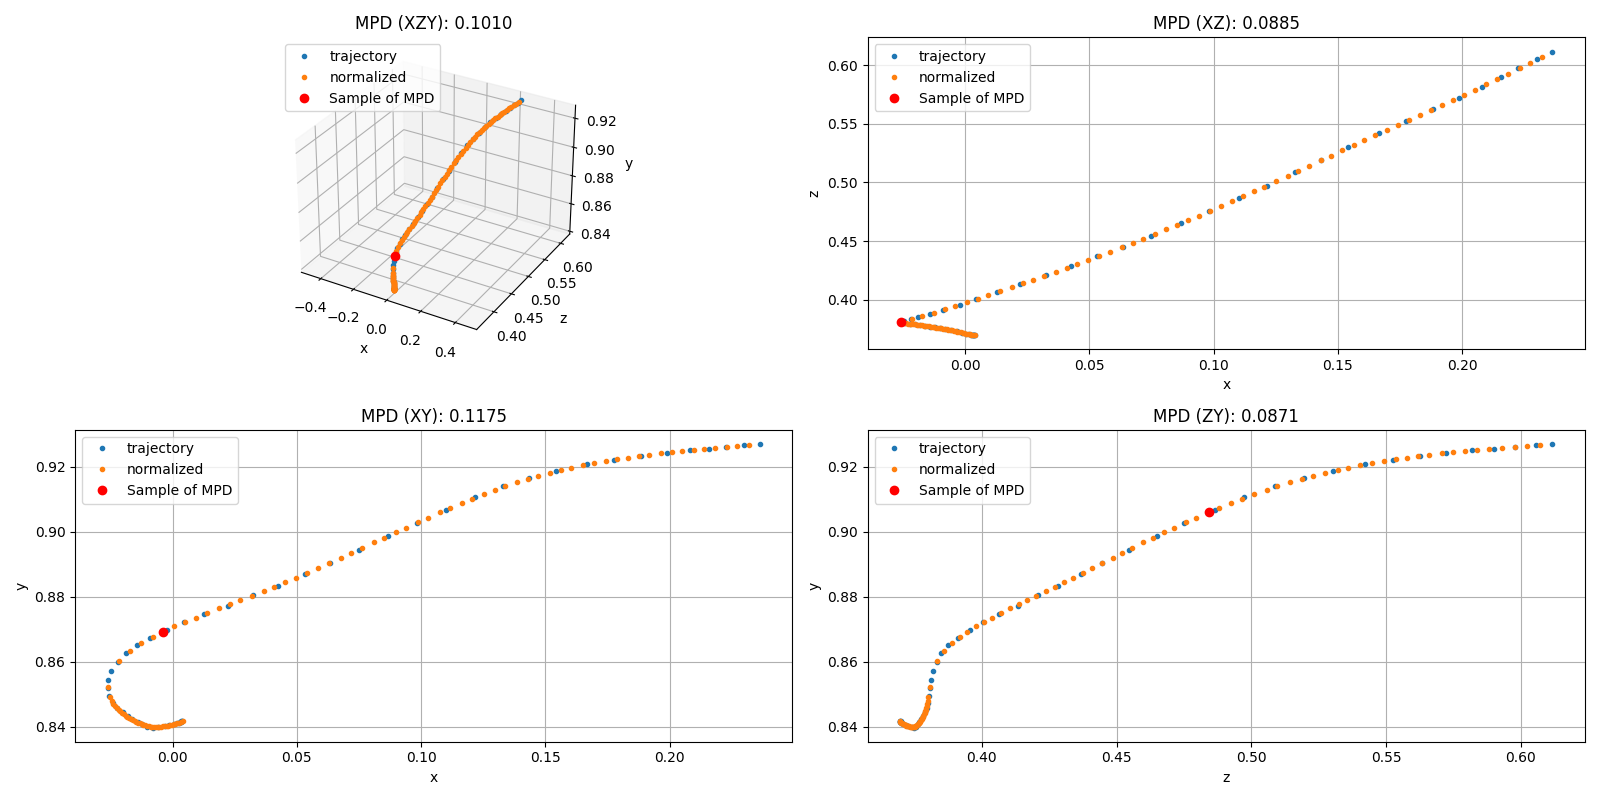 MPD (XZY): 0.1010
trajectory
normalized
Sample of MPD
0.92
0.90
y
0.88
0.86
0.84
0.60
0.55
0.50
z
0.45
0.40
−0.4
−0.2
0.0
0.2
0.4
x
MPD (XZ): 0.0885
trajectory
normalized
Sample of MPD
0.60
0.55
0.50
0.45
0.40
z
0.00 0.05 0.10 0.15 0.20
x
MPD (XY): 0.1175
trajectory
normalized
Sample of MPD
0.92
0.90
0.88
0.86
0.84
y
0.00 0.05 0.10 0.15 0.20
x
MPD (ZY): 0.0871
trajectory
normalized
Sample of MPD
0.92
0.90
0.88
0.86
0.84
y
0.40 0.45 0.50 0.55 0.60
z